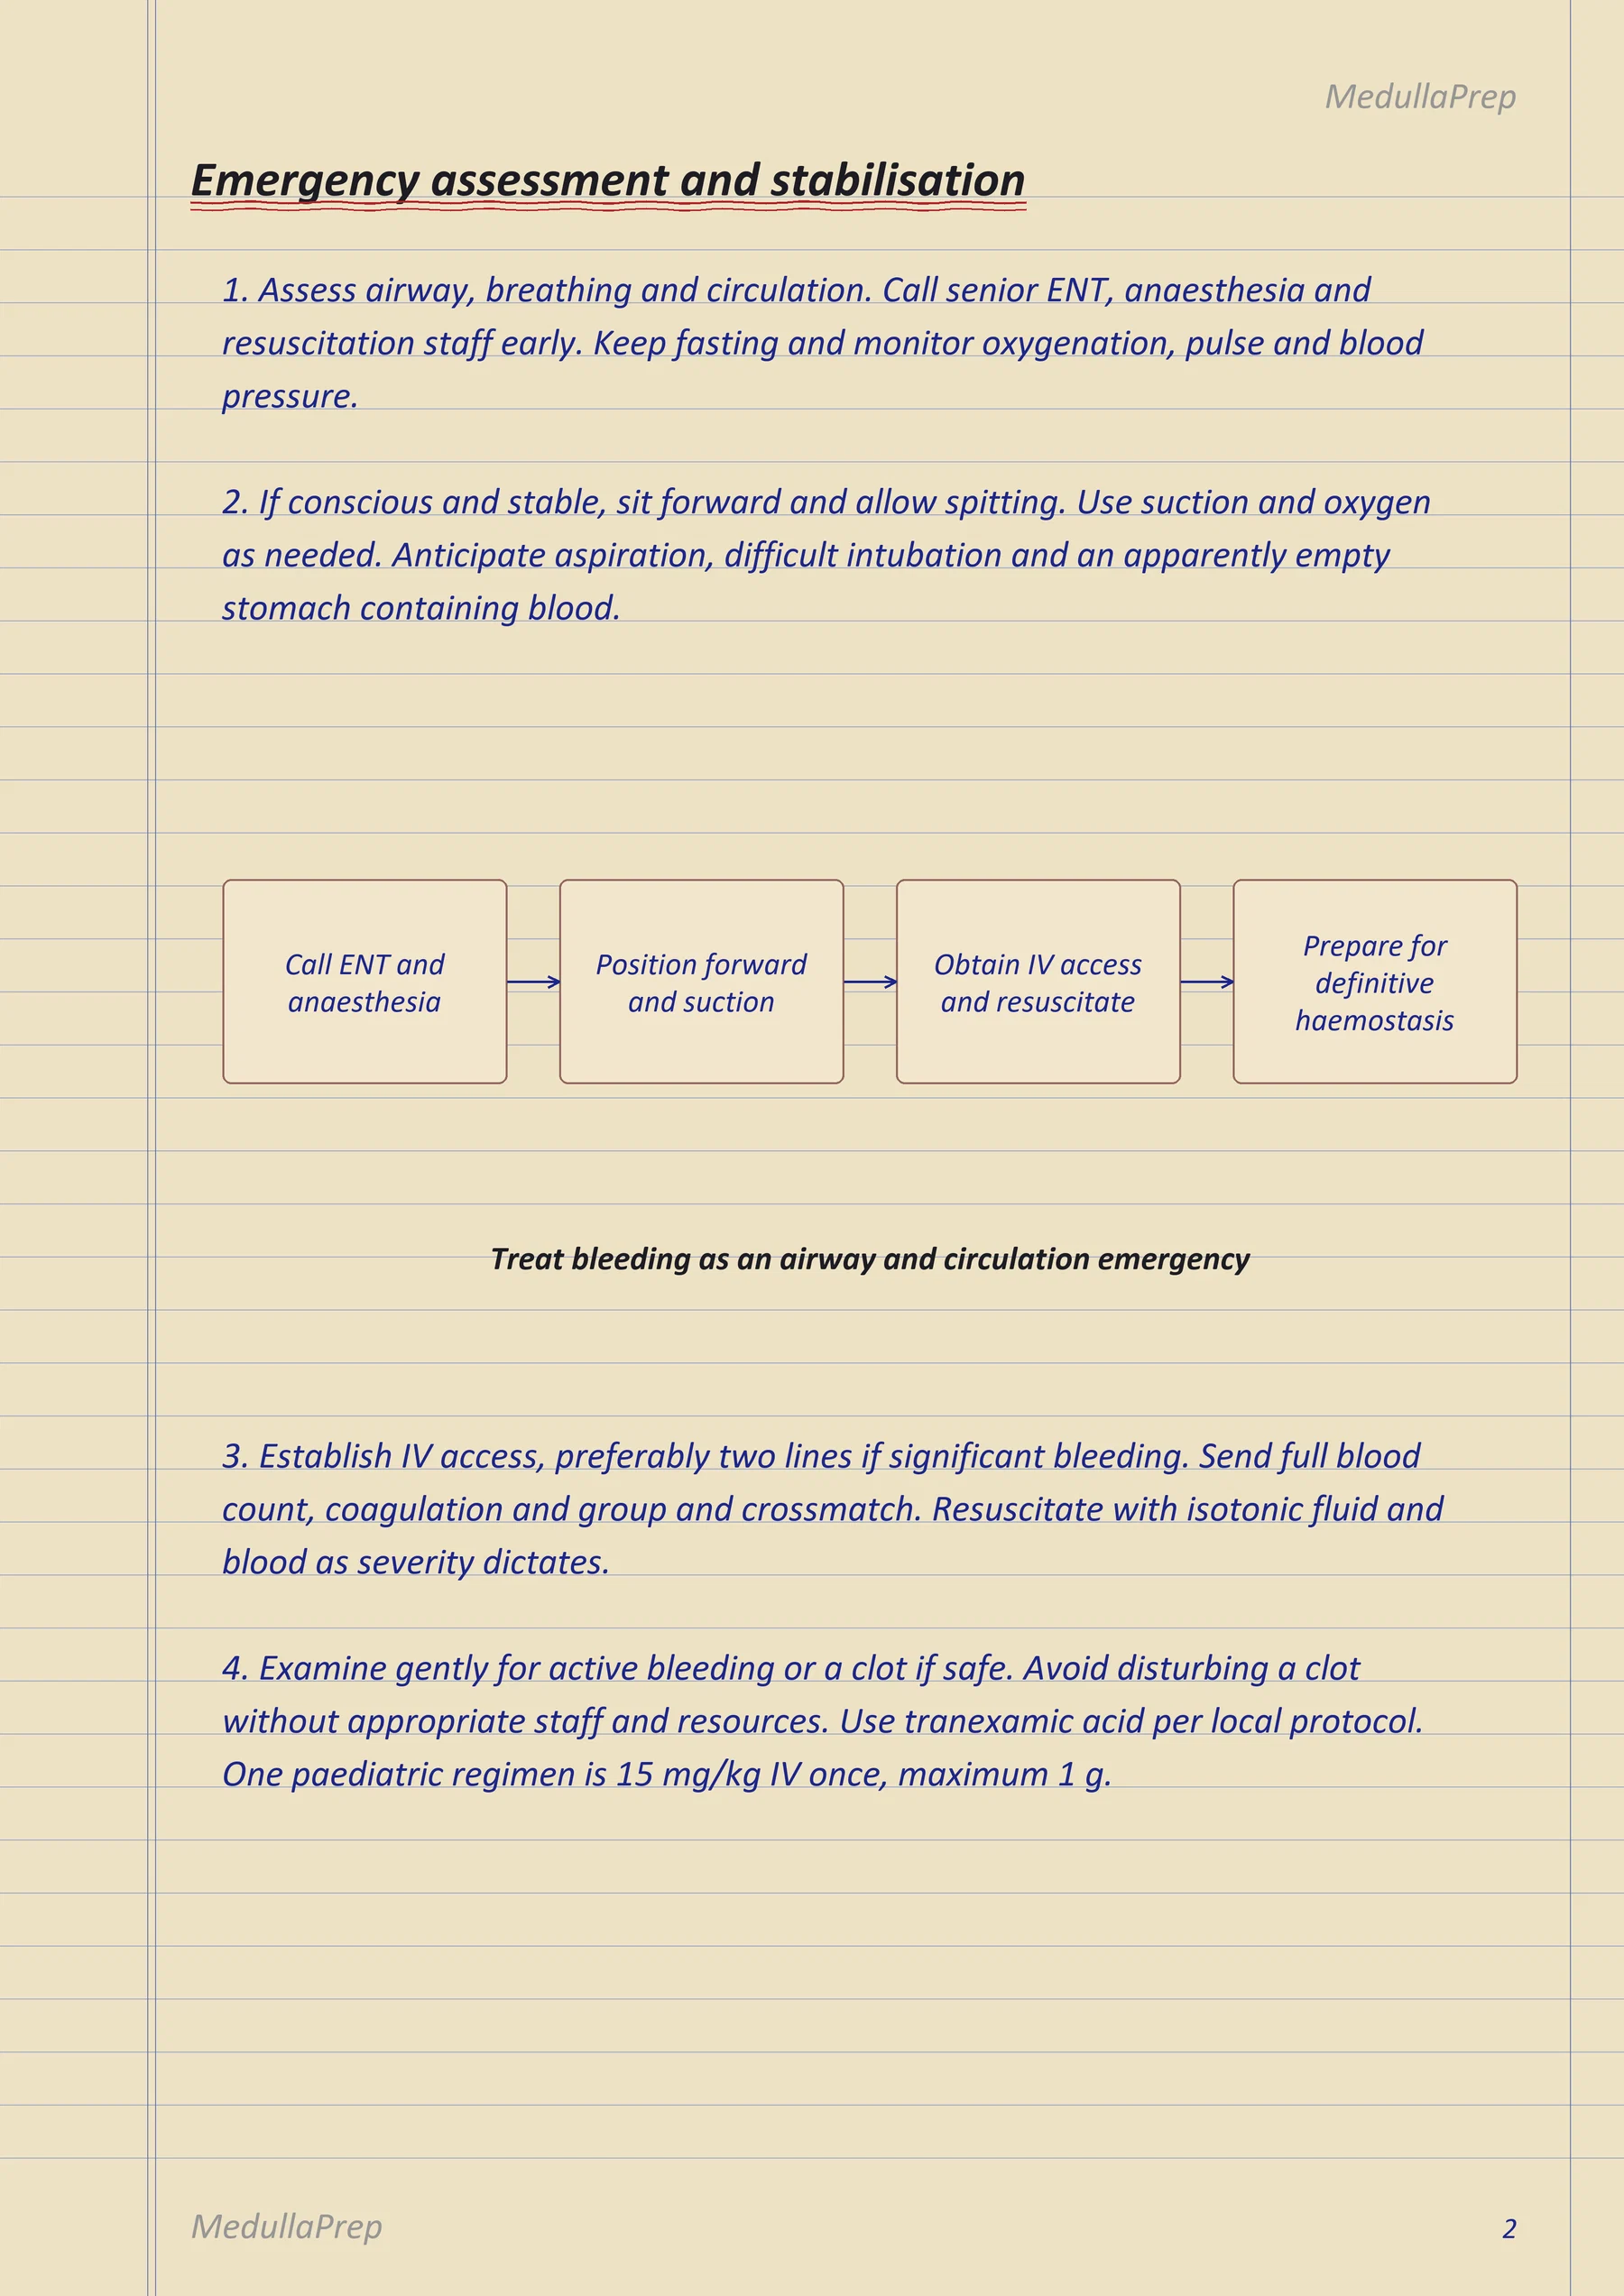 MedullaPrep
Emergency assessment and stabilisation
1. Assess airway, breathing and circulation. Call senior ENT, anaesthesia and
resuscitation staff early. Keep fasting and monitor oxygenation, pulse and blood
pressure.
2. If conscious and stable, sit forward and allow spitting. Use suction and oxygen
as needed. Anticipate aspiration, difficult intubation and an apparently empty
stomach containing blood.
Call ENT and
anaesthesia
Position forward
and suction
Obtain IV access
and resuscitate
Prepare for
definitive
haemostasis
Treat bleeding as an airway and circulation emergency
3. Establish IV access, preferably two lines if significant bleeding. Send full blood
count, coagulation and group and crossmatch. Resuscitate with isotonic fluid and
blood as severity dictates.
4. Examine gently for active bleeding or a clot if safe. Avoid disturbing a clot
without appropriate staff and resources. Use tranexamic acid per local protocol.
One paediatric regimen is 15 mg/kg IV once, maximum 1 g.
MedullaPrep
2